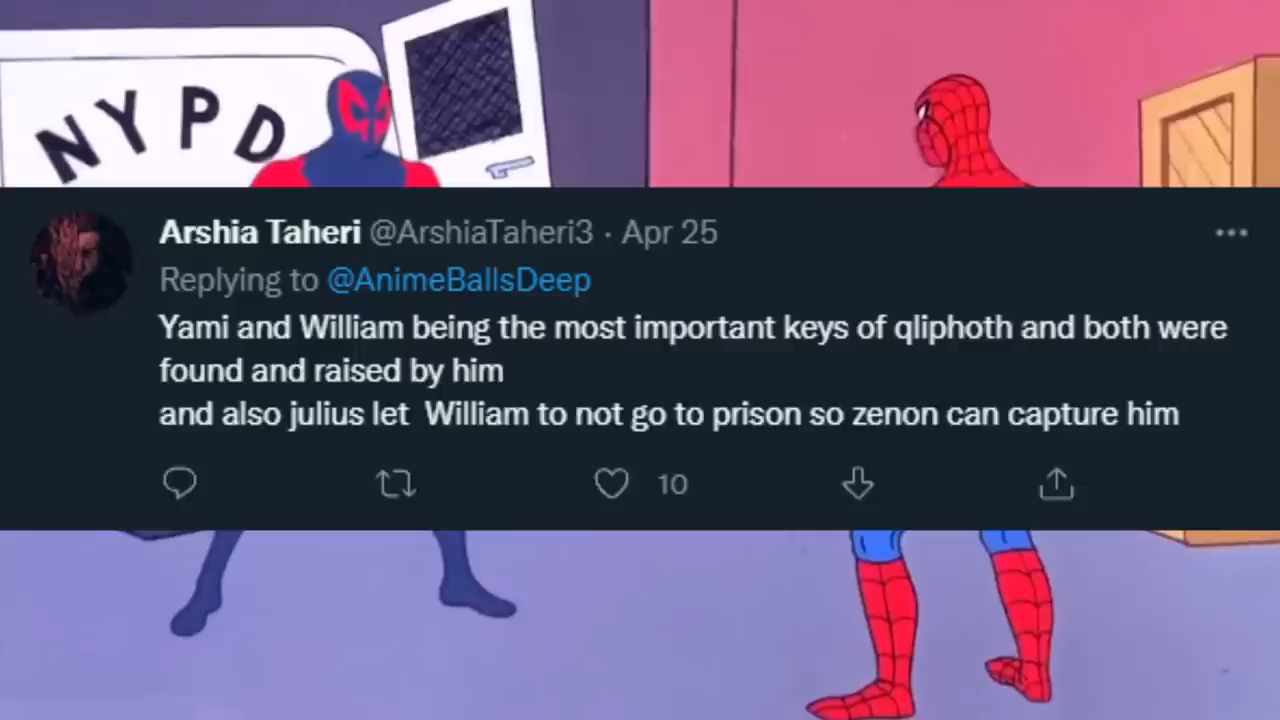 NYPD
Arshia Taheri @ArshiaTaheri3 · Apr 25
Replying to @AnimeBallsDeep
Yami and William being the most important keys of qliphoth and both were
found and raised by him
and also julius let  William to not go to prison so zenon can capture him
10